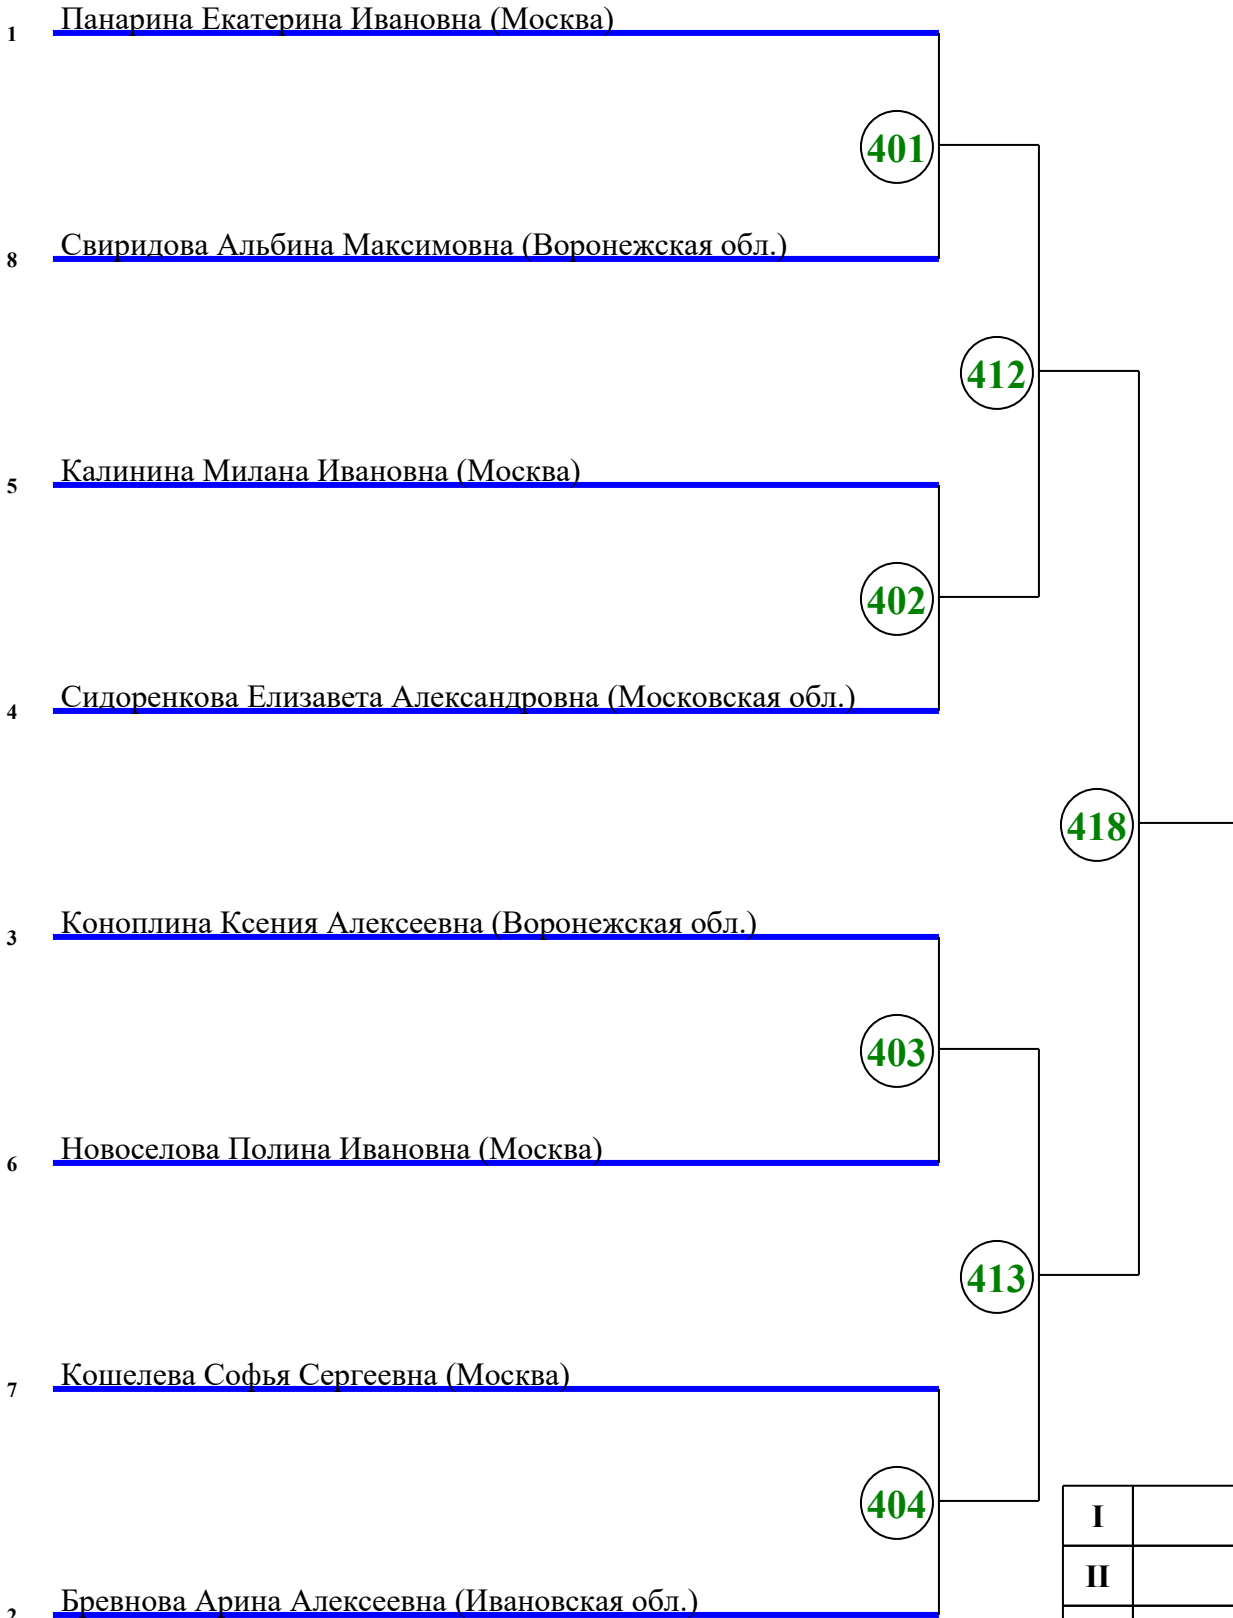 1 Панарина Екатерина Ивановна (Москва)
401
8 Свиридова Альбина Максимовна (Воронежская обл.)
412
5 Калинина Милана Ивановна (Москва)
402
4 Сидоренкова Елизавета Александровна (Московская обл.)
418
3 Коноплина Ксения Алексеевна (Воронежская обл.)
403
6 Новоселова Полина Ивановна (Москва)
413
7 Кошелева Софья Сергеевна (Москва)
404
I
II
2 Бревнова Арина Алексеевна (Ивановская обл.)